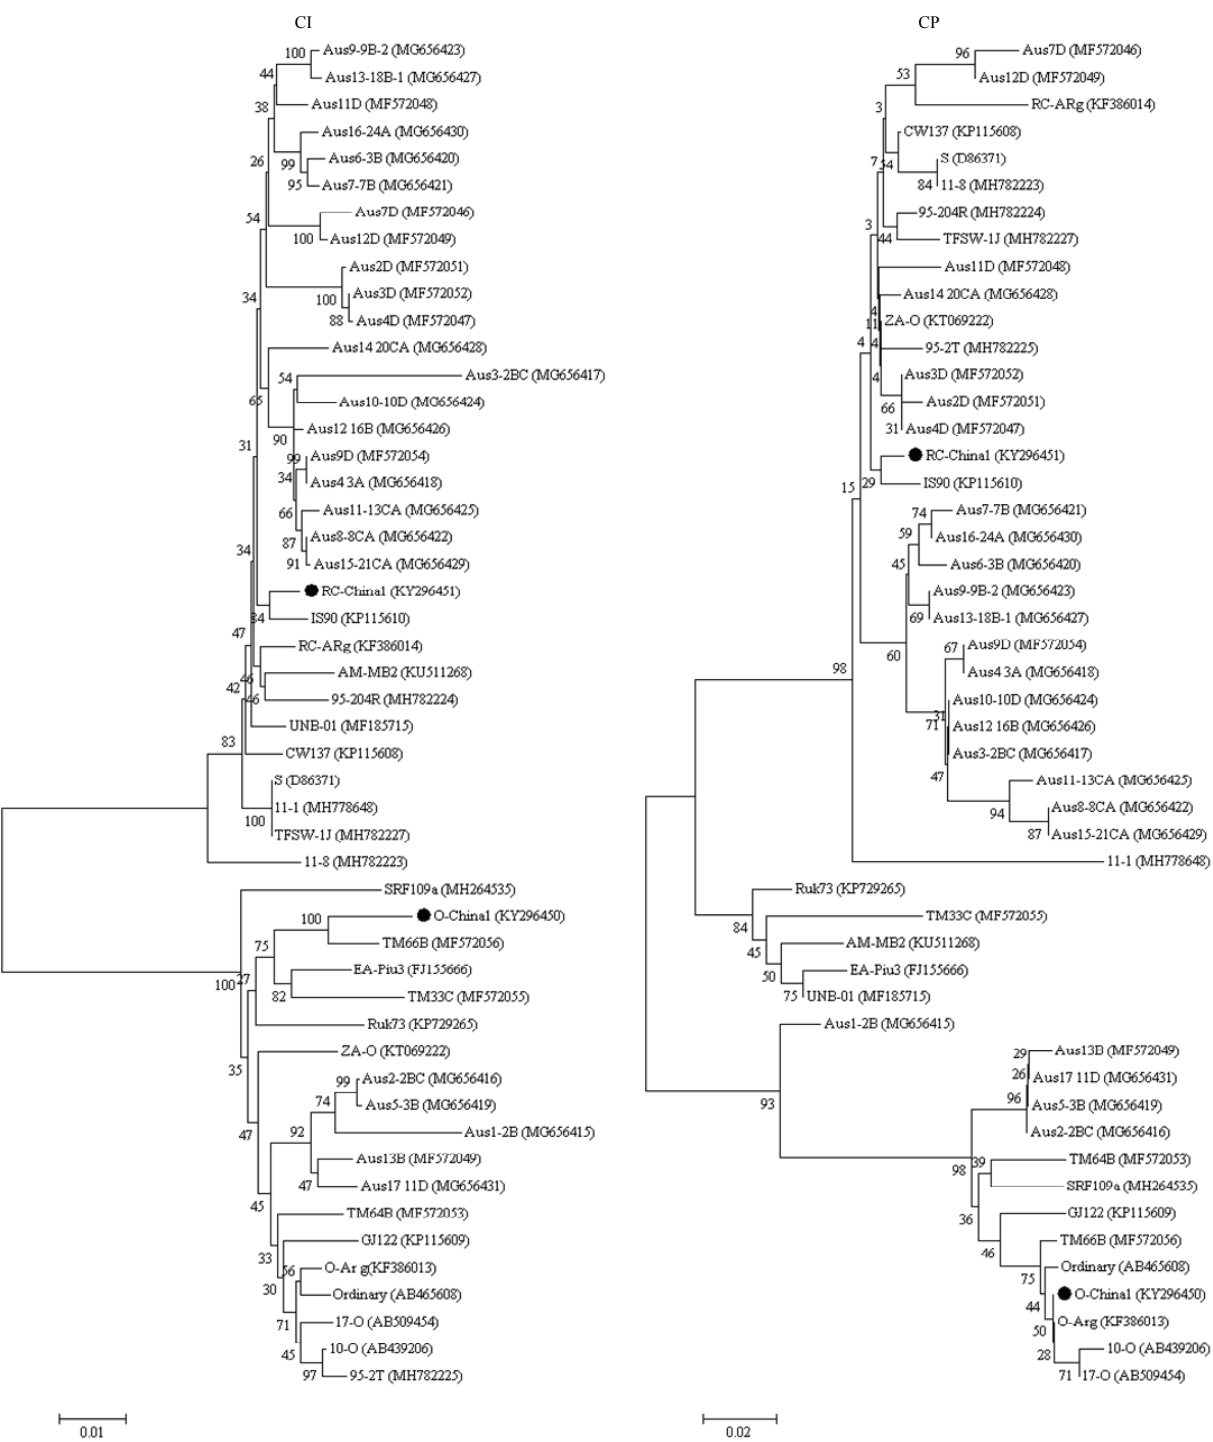 CI
100
Aus9-9B-2 (MG656423)
44
Aus13-18B-1 (MG656427)
38
Aus11D (MF572048)
Aus16-24A (MG656430)
26
99
Aus6-3B (MG656420)
95
Aus7-7B (MG656421)
54
Aus7D (MF572046)
100
Aus12D (MF572049)
Aus2D (MF572051)
34
100
Aus3D (MF572052)
88
Aus4D (MF572047)
Aus14 20CA (MG656428)
54
Aus3-2BC (MG656417)
65
Aus10-10D (MG656424)
90
Aus12 16B (MG656426)
31
99
Aus9D (MF572054)
34
Aus4 3A (MG656418)
66
Aus11-13CA (MG656425)
87
Aus8-8CA (MG656422)
34
91
Aus15-21CA (MG656429)
RC-China1 (KY296451)
84
IS90 (KP115610)
47
RC-ARg (KF386014)
46
AM-MB2 (KU511268)
42
46
95-204R (MH782224)
UNB-01 (MF185715)
83
CW137 (KP115608)
S (D86371)
11-1 (MH778648)
100
TFSW-1J (MH782227)
11-8 (MH782223)
SRF109a (MH264535)
100
O-China1 (KY296450)
75
TM66B (MF572056)
EA-Piu3 (FJ155666)
100
27
82
TM33C (MF572055)
Ruk73 (KP729265)
ZA-O (KT069222)
35
99
Aus2-2BC (MG656416)
74
Aus5-3B (MG656419)
47
92
Aus1-2B (MG656415)
Aus13B (MF572049)
47
Aus17 11D (MG656431)
45
TM64B (MF572053)
GJ122 (KP115609)
33
56
O-Ar g(KF386013)
30
Ordinary (AB465608)
71
17-O (AB509454)
45
10-O (AB439206)
97
95-2T (MH782225)
0.01
CP
96
Aus7D (MF572046)
53
Aus12D (MF572049)
3
RC-ARg (KF386014)
CW137 (KP115608)
7
54
S (D86371)
84
11-8 (MH782223)
3
95-204R (MH782224)
44
TFSW-1J (MH782227)
Aus11D (MF572048)
Aus14 20CA (MG656428)
4
11
ZA-O (KT069222)
4
4
95-2T (MH782225)
4
Aus3D (MF572052)
66
Aus2D (MF572051)
31
Aus4D (MF572047)
RC-China1 (KY296451)
15
29
IS90 (KP115610)
74
Aus7-7B (MG656421)
59
Aus16-24A (MG656430)
45
Aus6-3B (MG656420)
Aus9-9B-2 (MG656423)
69
Aus13-18B-1 (MG656427)
60
67
Aus9D (MF572054)
98
Aus4 3A (MG656418)
Aus10-10D (MG656424)
31
71
Aus12 16B (MG656426)
Aus3-2BC (MG656417)
47
Aus11-13CA (MG656425)
94
Aus8-8CA (MG656422)
87
Aus15-21CA (MG656429)
11-1 (MH778648)
Ruk73 (KP729265)
84
TM33C (MF572055)
45
AM-MB2 (KU511268)
50
EA-Piu3 (FJ155666)
75
UNB-01 (MF185715)
Aus1-2B (MG656415)
29
Aus13B (MF572049)
26
Aus17 11D (MG656431)
93
96
Aus5-3B (MG656419)
Aus2-2BC (MG656416)
98
39
TM64B (MF572053)
SRF109a (MH264535)
36
GJ122 (KP115609)
46
TM66B (MF572056)
75
Ordinary (AB465608)
44
O-China1 (KY296450)
50
O-Arg (KF386013)
28
10-O (AB439206)
71
17-O (AB509454)
0.02